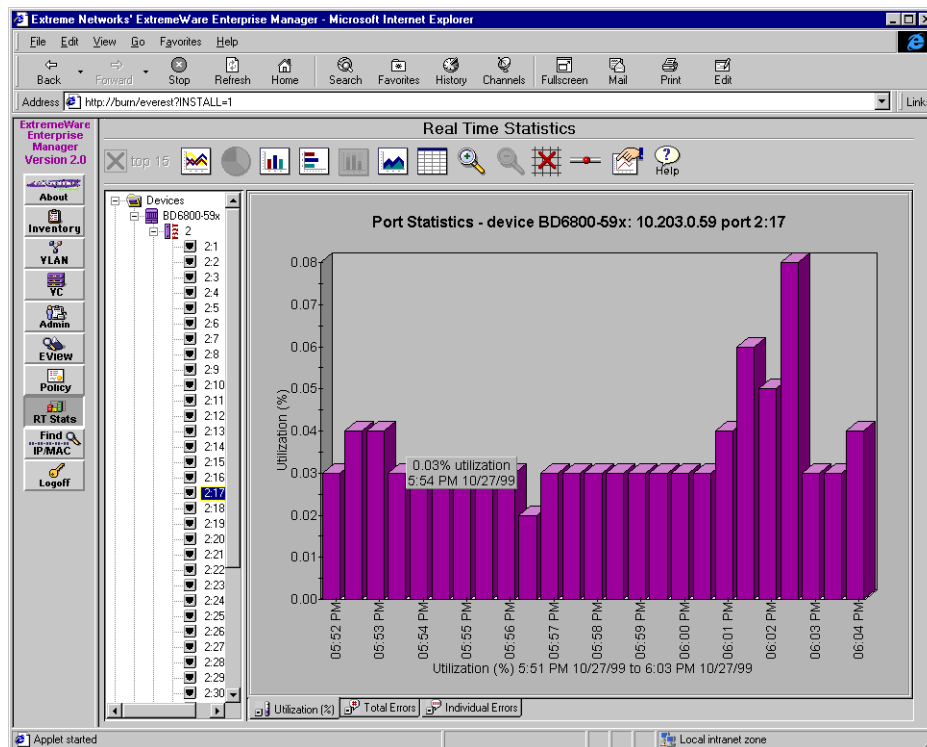 Extreme Networks' ExtremeWare Enterprise Manager - Microsoft Internet Explorer
File Edit View Go Favorites Help
Back Forward Stop Refresh Home Search Favorites History Channels Fullscreen Mail Print Edit
Address http://burn/everest?INSTALL=1 Links
ExtremeWare
Enterprise
Manager
Version 2.0
About
Inventory
VLAN
VC
Admin
EView
Policy
RT Stats
Find
IP/MAC
Logoff
Real Time Statistics
top 15
Help
Devices
BD6800-59x
2
2:1
2:2
2:3
2:4
2:5
2:6
2:7
2:8
2:9
2:10
2:11
2:12
2:13
2:14
2:15
2:16
2:17
2:18
2:19
2:20
2:21
2:22
2:23
2:24
2:25
2:26
2:27
2:28
2:29
2:30
Port Statistics - device BD6800-59x: 10.203.0.59 port 2:17
Utilization (%)
0.08
0.07
0.06
0.05
0.04
0.03
0.02
0.01
0.00
0.03% utilization
5:54 PM 10/27/99
05:52 PM
05:53 PM
05:54 PM
05:55 PM
05:56 PM
05:57 PM
05:58 PM
05:59 PM
06:00 PM
06:01 PM
06:02 PM
06:03 PM
06:04 PM
Utilization (%) 5:51 PM 10/27/99 to 6:03 PM 10/27/99
Utilization (%) Total Errors Individual Errors
Applet started Local intranet zone